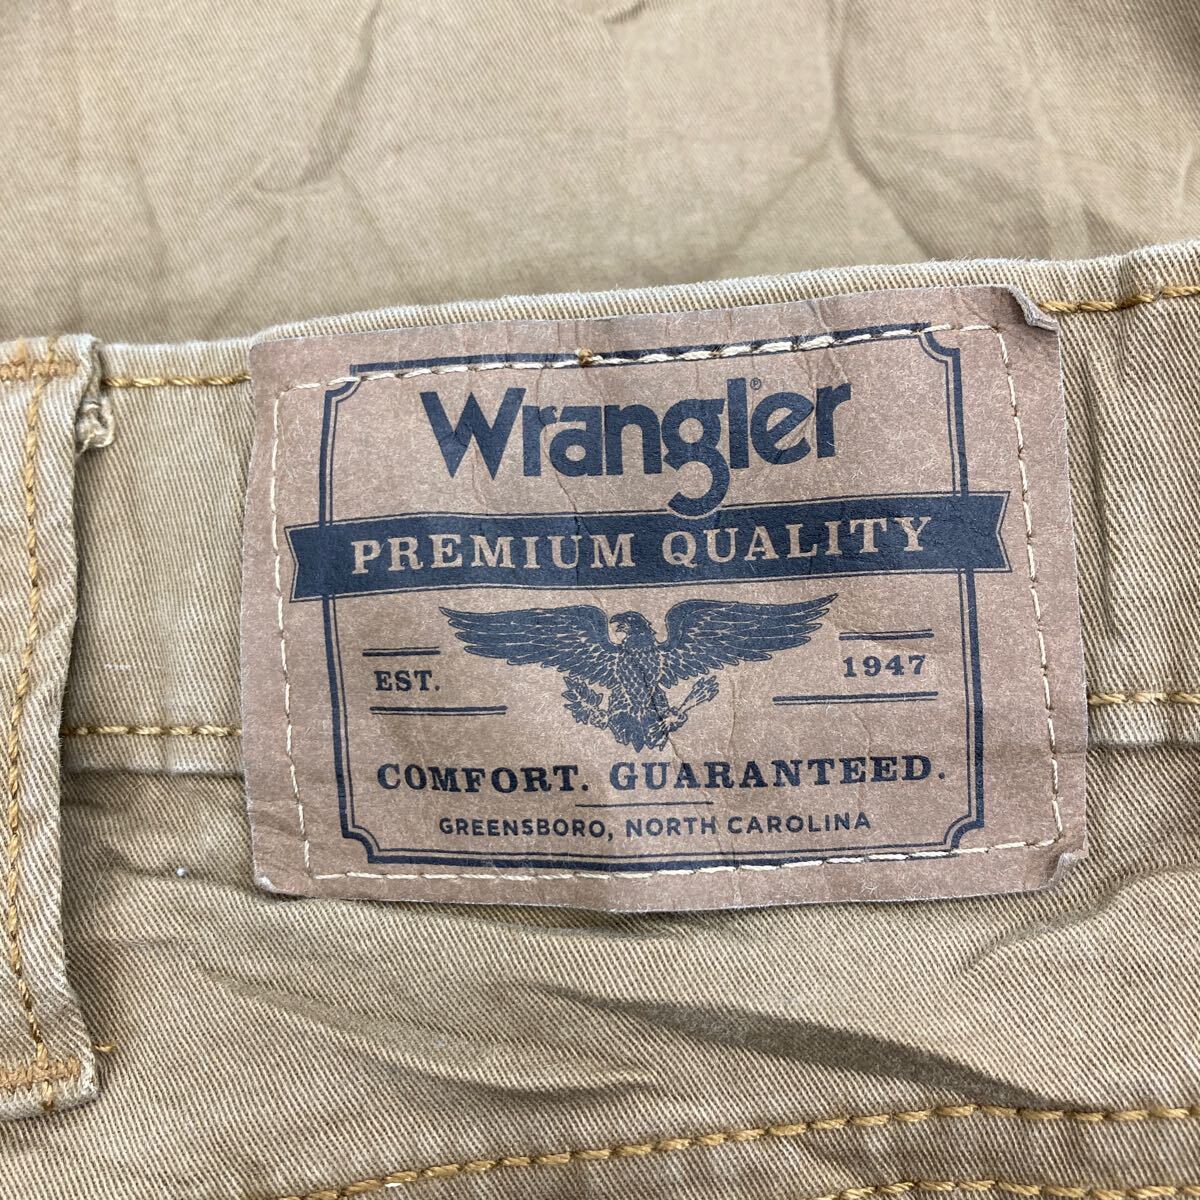 Wrangler®
PREMIUM QUALITY
EST. 1947
COMFORT. GUARANTEED.
GREENSBORO, NORTH CAROLINA